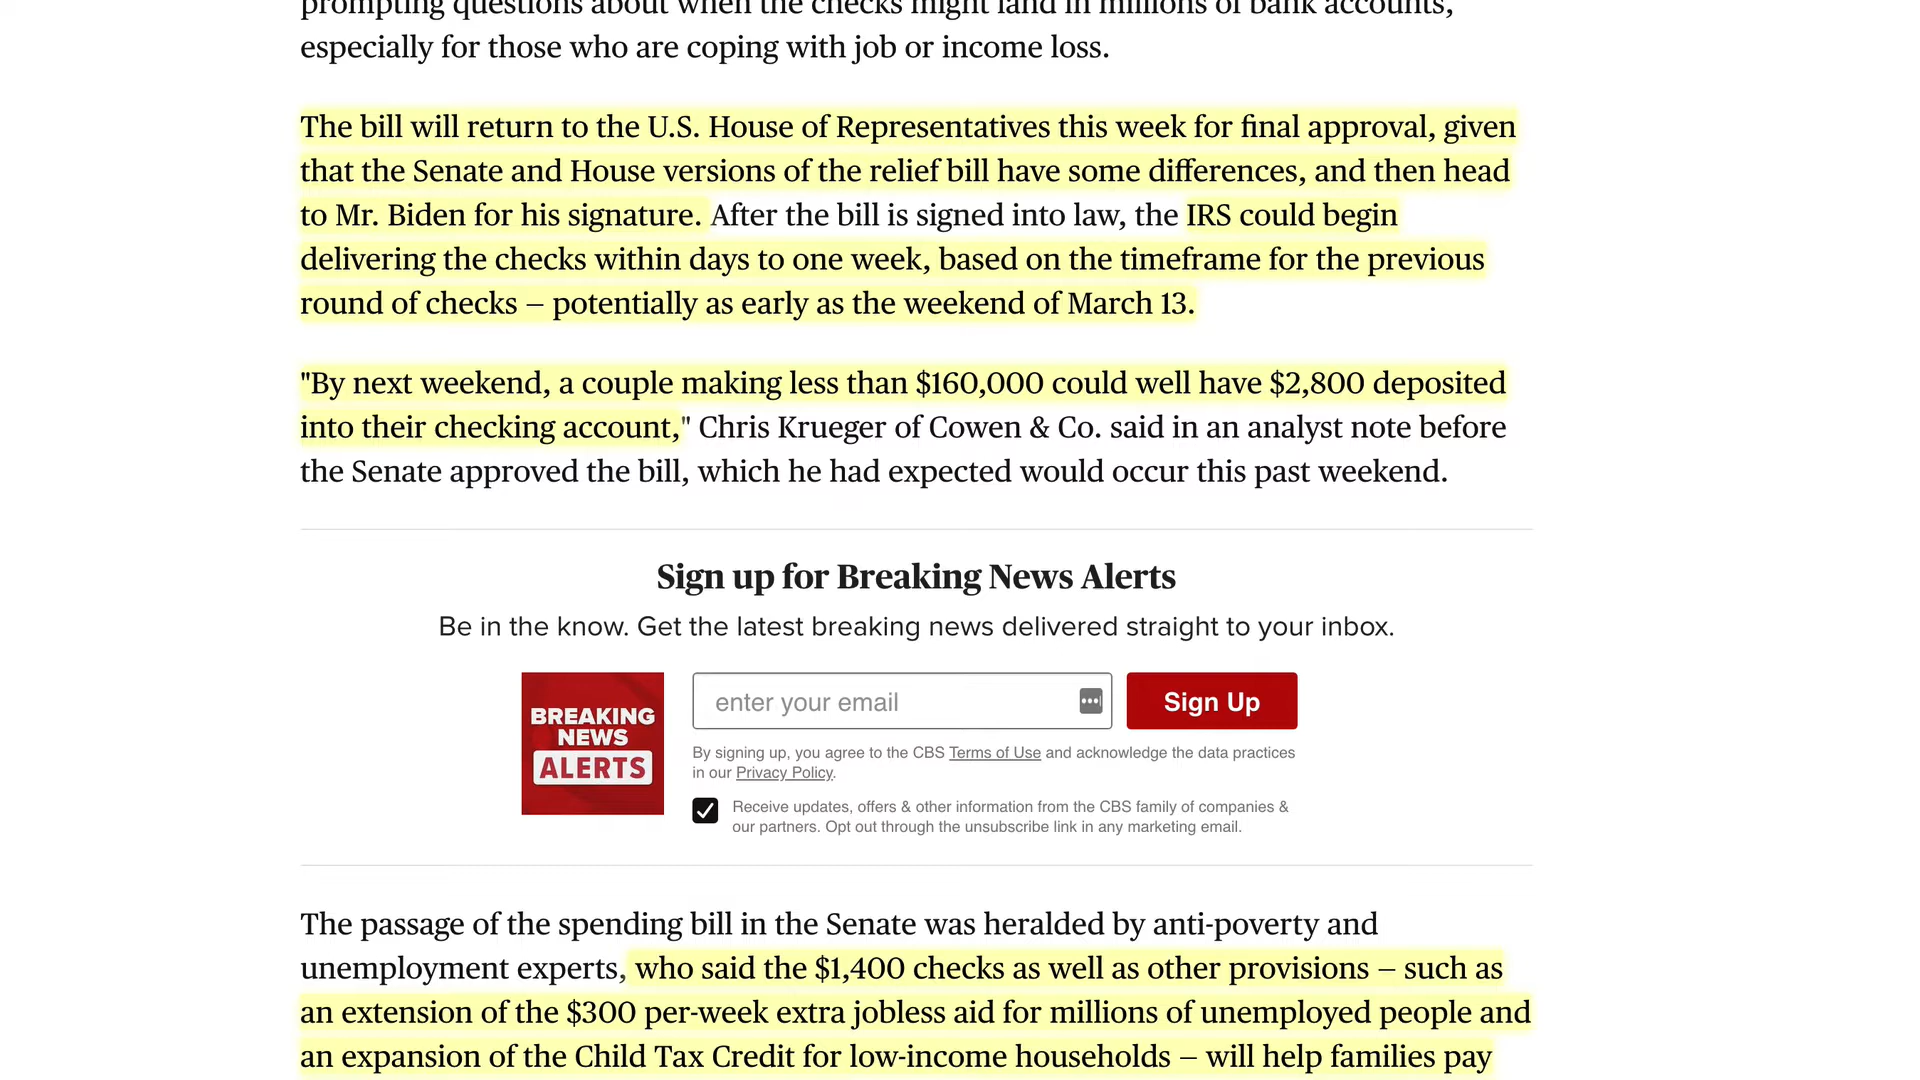 prompting questions about when the checks might land in millions of bank accounts,
especially for those who are coping with job or income loss.
The bill will return to the U.S. House of Representatives this week for final approval, given
that the Senate and House versions of the relief bill have some differences, and then head
to Mr. Biden for his signature. After the bill is signed into law, the IRS could begin
delivering the checks within days to one week, based on the timeframe for the previous
round of checks — potentially as early as the weekend of March 13.
"By next weekend, a couple making less than $160,000 could well have $2,800 deposited
into their checking account," Chris Krueger of Cowen & Co. said in an analyst note before
the Senate approved the bill, which he had expected would occur this past weekend.
Sign up for Breaking News Alerts
Be in the know. Get the latest breaking news delivered straight to your inbox.
BREAKING
NEWS
ALERTS
enter your email
Sign Up
By signing up, you agree to the CBS Terms of Use and acknowledge the data practices
in our Privacy Policy.
Receive updates, offers & other information from the CBS family of companies &
our partners. Opt out through the unsubscribe link in any marketing email.
The passage of the spending bill in the Senate was heralded by anti-poverty and
unemployment experts, who said the $1,400 checks as well as other provisions — such as
an extension of the $300 per-week extra jobless aid for millions of unemployed people and
an expansion of the Child Tax Credit for low-income households — will help families pay